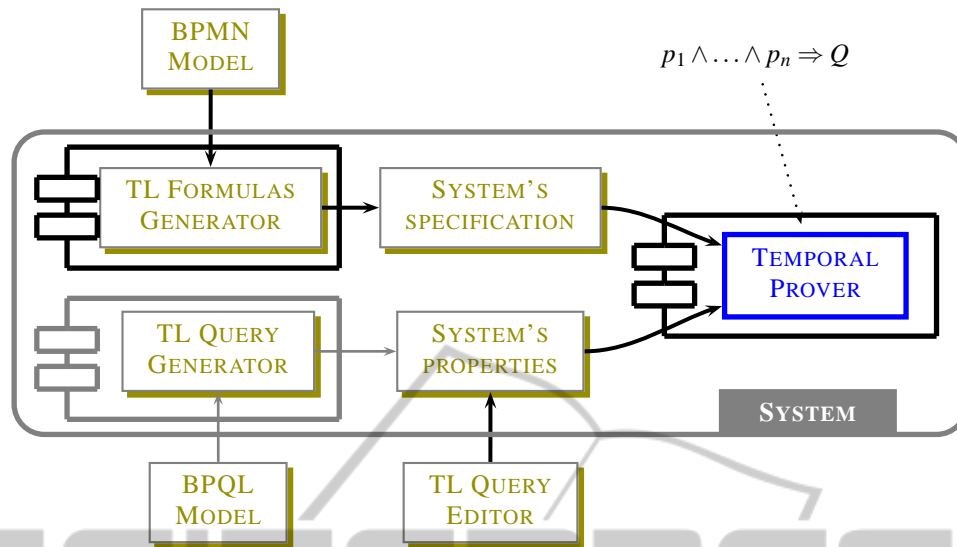 BPMN
MODEL
p₁ ∧ … ∧ pₙ ⇒ Q
TL FORMULAS
GENERATOR
SYSTEM'S
SPECIFICATION
TEMPORAL
PROVER
TL QUERY
GENERATOR
SYSTEM'S
PROPERTIES
SYSTEM
BPQL
MODEL
TL QUERY
EDITOR